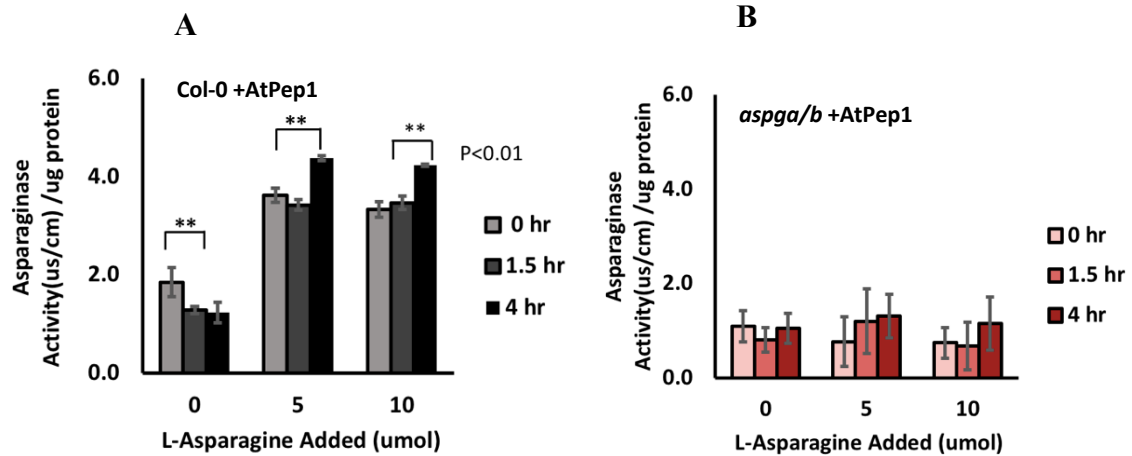 A
Col-0 +AtPep1
Asparaginase
Activity(us/cm) /ug protein
6.0
4.0
2.0
0.0
**
**
**
P<0.01
0 hr
1.5 hr
4 hr
0 5 10
L-Asparagine Added (umol)
B
aspga/b +AtPep1
Asparaginase
Activity(us/cm) /ug protein
6.0
4.0
2.0
0.0
0 hr
1.5 hr
4 hr
0 5 10
L-Asparagine Added (umol)